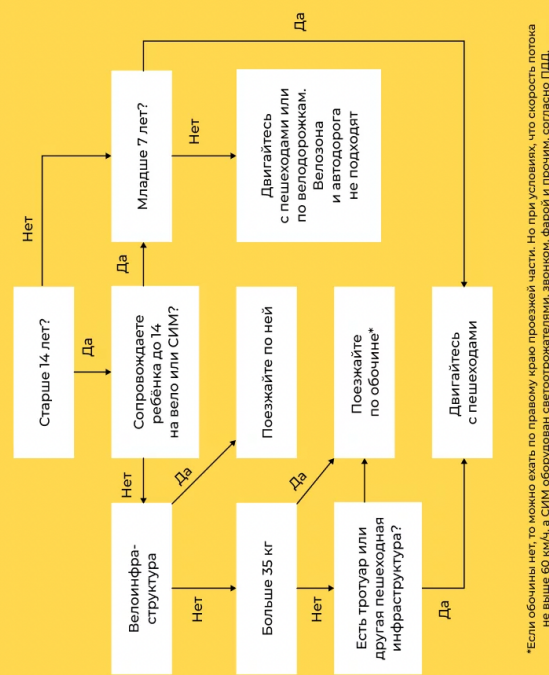 Старше 14 лет?
Нет
Да
Сопровождаете
ребёнка до 14
на вело или СИМ?
Да
Младше 7 лет?
Да
Нет
Двигайтесь
с пешеходами или
по велодорожкам.
Велозона
и автодорога
не подходят
Нет
Велоинфра-
структура
Да
Поезжайте по ней
Нет
Больше 35 кг
Да
Поезжайте
по обочине*
Нет
Есть тротуар или
другая пешеходная
инфраструктура?
Да
Двигайтесь
с пешеходами
*Если обочины нет, то можно ехать по правому краю проезжей части. Но при условиях, что скорость потока
не выше 60 км/ч, а СИМ оборудован светоотражателями, звонком, фарой и прочим, согласно ПДД.